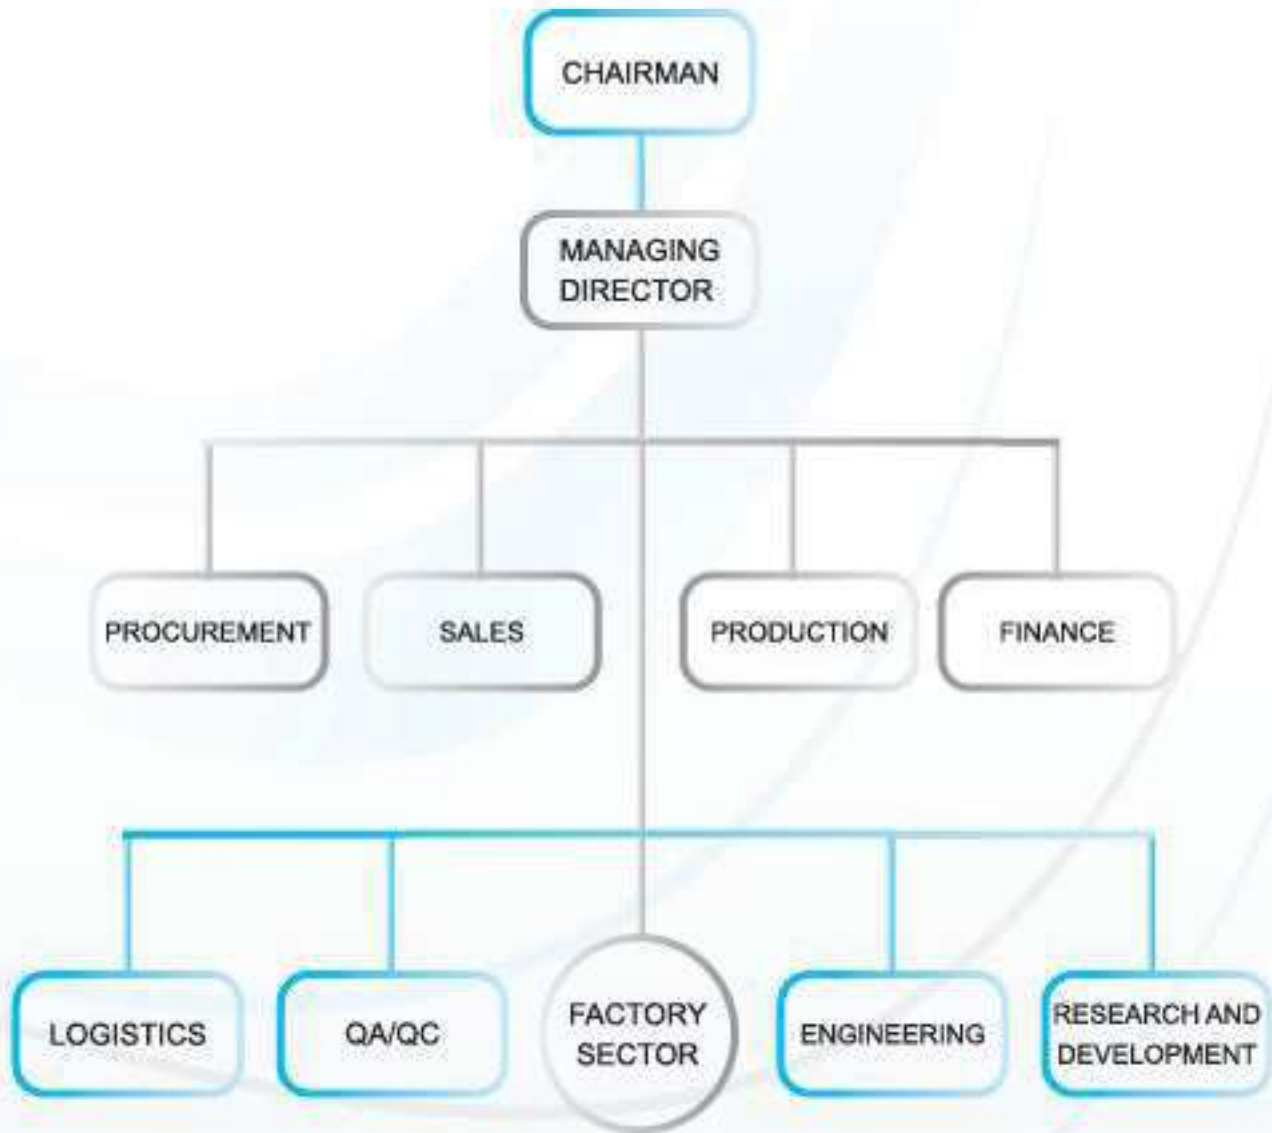 CHAIRMAN
MANAGING
DIRECTOR
PROCUREMENT
SALES
PRODUCTION
FINANCE
LOGISTICS
QA/QC
FACTORY
SECTOR
ENGINEERING
RESEARCH AND
DEVELOPMENT